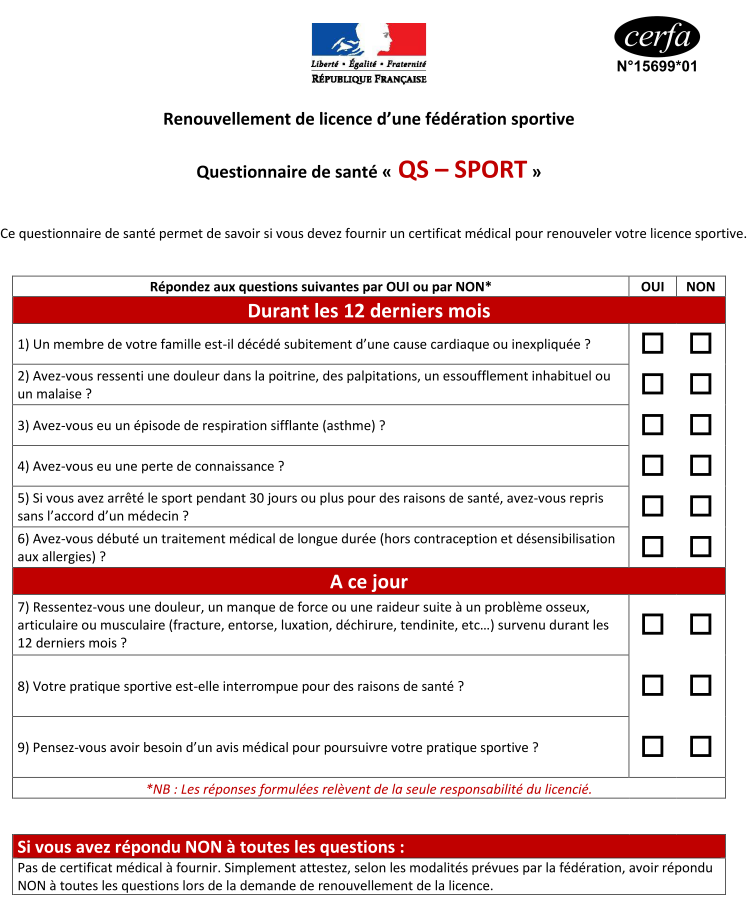 Liberté • Égalité • Fraternité
RÉPUBLIQUE FRANÇAISE
cerfa
N°15699*01
Renouvellement de licence d’une fédération sportive
Questionnaire de santé « QS – SPORT »
Ce questionnaire de santé permet de savoir si vous devez fournir un certificat médical pour renouveler votre licence sportive.
Répondez aux questions suivantes par OUI ou par NON* OUI NON
Durant les 12 derniers mois
1) Un membre de votre famille est-il décédé subitement d’une cause cardiaque ou inexpliquée ?
2) Avez-vous ressenti une douleur dans la poitrine, des palpitations, un essoufflement inhabituel ou
un malaise ?
3) Avez-vous eu un épisode de respiration sifflante (asthme) ?
4) Avez-vous eu une perte de connaissance ?
5) Si vous avez arrêté le sport pendant 30 jours ou plus pour des raisons de santé, avez-vous repris
sans l’accord d’un médecin ?
6) Avez-vous débuté un traitement médical de longue durée (hors contraception et désensibilisation
aux allergies) ?
A ce jour
7) Ressentez-vous une douleur, un manque de force ou une raideur suite à un problème osseux,
articulaire ou musculaire (fracture, entorse, luxation, déchirure, tendinite, etc…) survenu durant les
12 derniers mois ?
8) Votre pratique sportive est-elle interrompue pour des raisons de santé ?
9) Pensez-vous avoir besoin d’un avis médical pour poursuivre votre pratique sportive ?
*NB : Les réponses formulées relèvent de la seule responsabilité du licencié.
Si vous avez répondu NON à toutes les questions :
Pas de certificat médical à fournir. Simplement attestez, selon les modalités prévues par la fédération, avoir répondu
NON à toutes les questions lors de la demande de renouvellement de la licence.